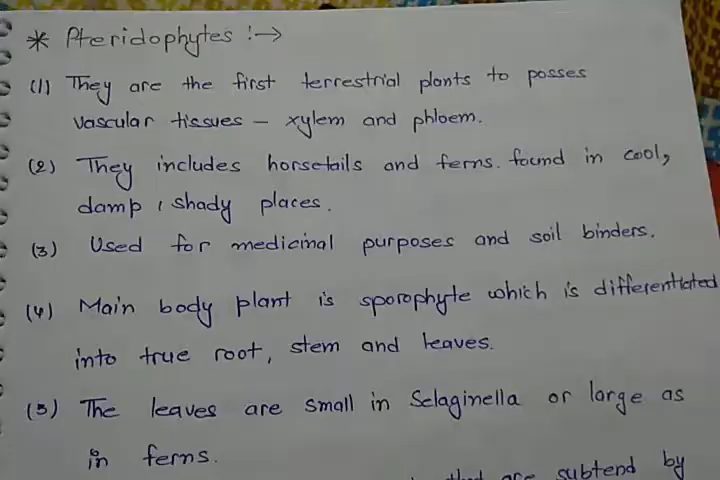 * Pteridophytes :→
(1) They are the first terrestrial plants to posses
vascular tissues - xylem and phloem.
(2) They includes horsetails and ferns. found in cool,
damp, shady places.
(3) Used for medicinal purposes and soil binders.
(4) Main body plant is sporophyte which is differentiated
into true root, stem and leaves.
(5) The leaves are small in Selaginella or large as
in ferns.
that are subtend by